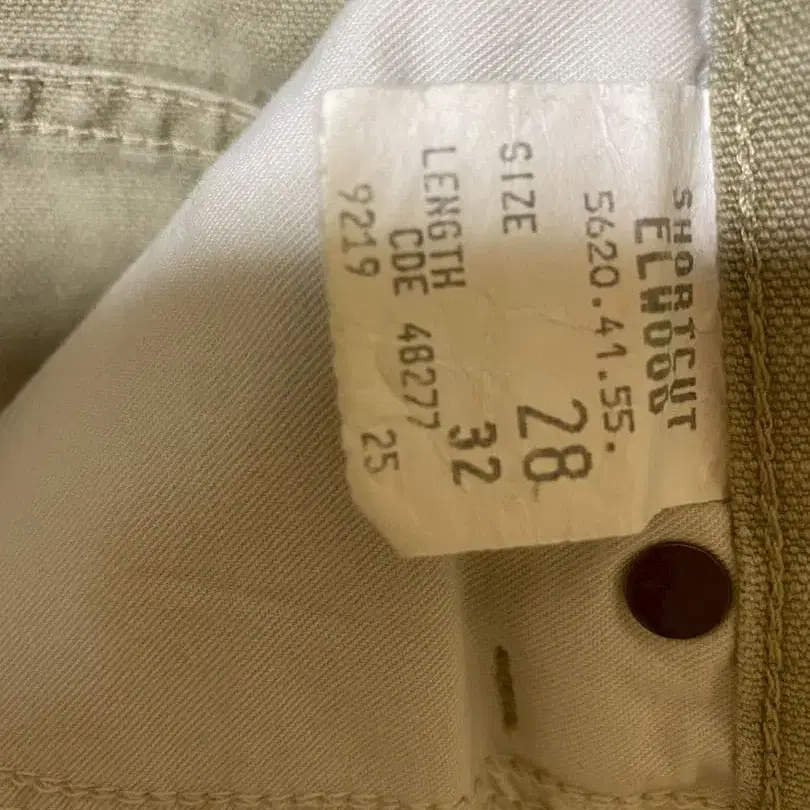 SHORTCUT
ELWOOD
5620.41.55.
SIZE 28
LENGTH 32
CDE 48277
9219 25